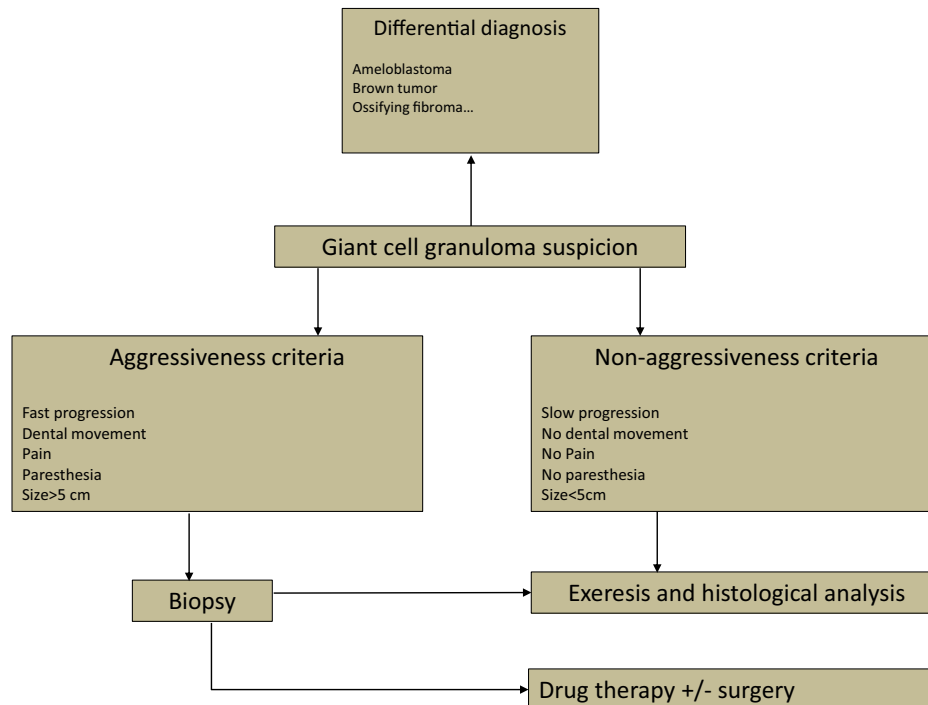 Differential diagnosis
Ameloblastoma
Brown tumor
Ossifying fibroma...
Giant cell granuloma suspicion
Aggressiveness criteria
Fast progression
Dental movement
Pain
Paresthesia
Size>5 cm
Non-aggressiveness criteria
Slow progression
No dental movement
No Pain
No paresthesia
Size<5cm
Biopsy
Exeresis and histological analysis
Drug therapy +/- surgery